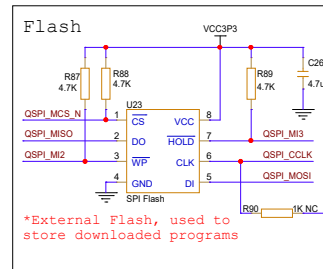 Flash
VCC3P3
R87
4.7K
R88
4.7K
R89
4.7K
C26
4.7u
U23
QSPI_MCS_N
1
CS
VCC
8
QSPI_MISO
2
DO
HOLD
7
QSPI_MI3
QSPI_MI2
3
WP
CLK
6
QSPI_CCLK
4
GND
DI
5
QSPI_MOSI
SPI Flash
R90
1K,NC
*External Flash, used to
store downloaded programs